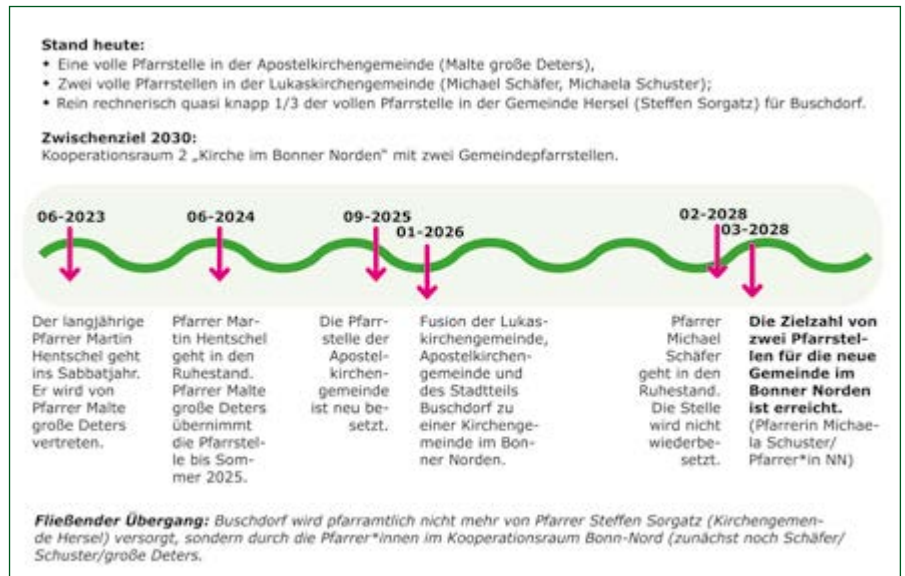 Stand heute:
• Eine volle Pfarrstelle in der Apostelkirchengemeinde (Malte große Deters),
• Zwei volle Pfarrstellen in der Lukaskirchengemeinde (Michael Schäfer, Michaela Schuster);
• Rein rechnerisch quasi knapp 1/3 der vollen Pfarrstelle in der Gemeinde Hersel (Steffen Sorgatz) für Buschdorf.
Zwischenziel 2030:
Kooperationsraum 2 „Kirche im Bonner Norden" mit zwei Gemeindepfarrstellen.
06-2023
Der langjährige
Pfarrer Martin
Hentschel geht
ins Sabbatjahr.
Er wird von
Pfarrer Malte
große Deters
vertreten.
06-2024
Pfarrer Mar-
tin Hentschel
geht in den
Ruhestand.
Pfarrer Malte
große Deters
übernimmt
die Pfarrstel-
le bis Som-
mer 2025.
09-2025
Die Pfarr-
stelle der
Apostel-
kirchen-
gemeinde
ist neu be-
setzt.
01-2026
Fusion der Lukas-
kirchengemeinde,
Apostelkirchen-
gemeinde und
des Stadtteils
Buschdorf zu
einer Kirchenge-
meinde im Bon-
ner Norden.
02-2028
Pfarrer
Michael
Schäfer
geht in den
Ruhestand.
Die Stelle
wird nicht
wiederbe-
setzt.
03-2028
Die Zielzahl von
zwei Pfarrstel-
len für die neue
Gemeinde im
Bonner Norden
ist erreicht.
(Pfarrerin Michae-
la Schuster/
Pfarrer*in NN)
Fließender Übergang: Buschdorf wird pfarramtlich nicht mehr von Pfarrer Steffen Sorgatz (Kirchengemein-
de Hersel) versorgt, sondern durch die Pfarrer*innen im Kooperationsraum Bonn-Nord (zunächst noch Schäfer/
Schuster/große Deters.